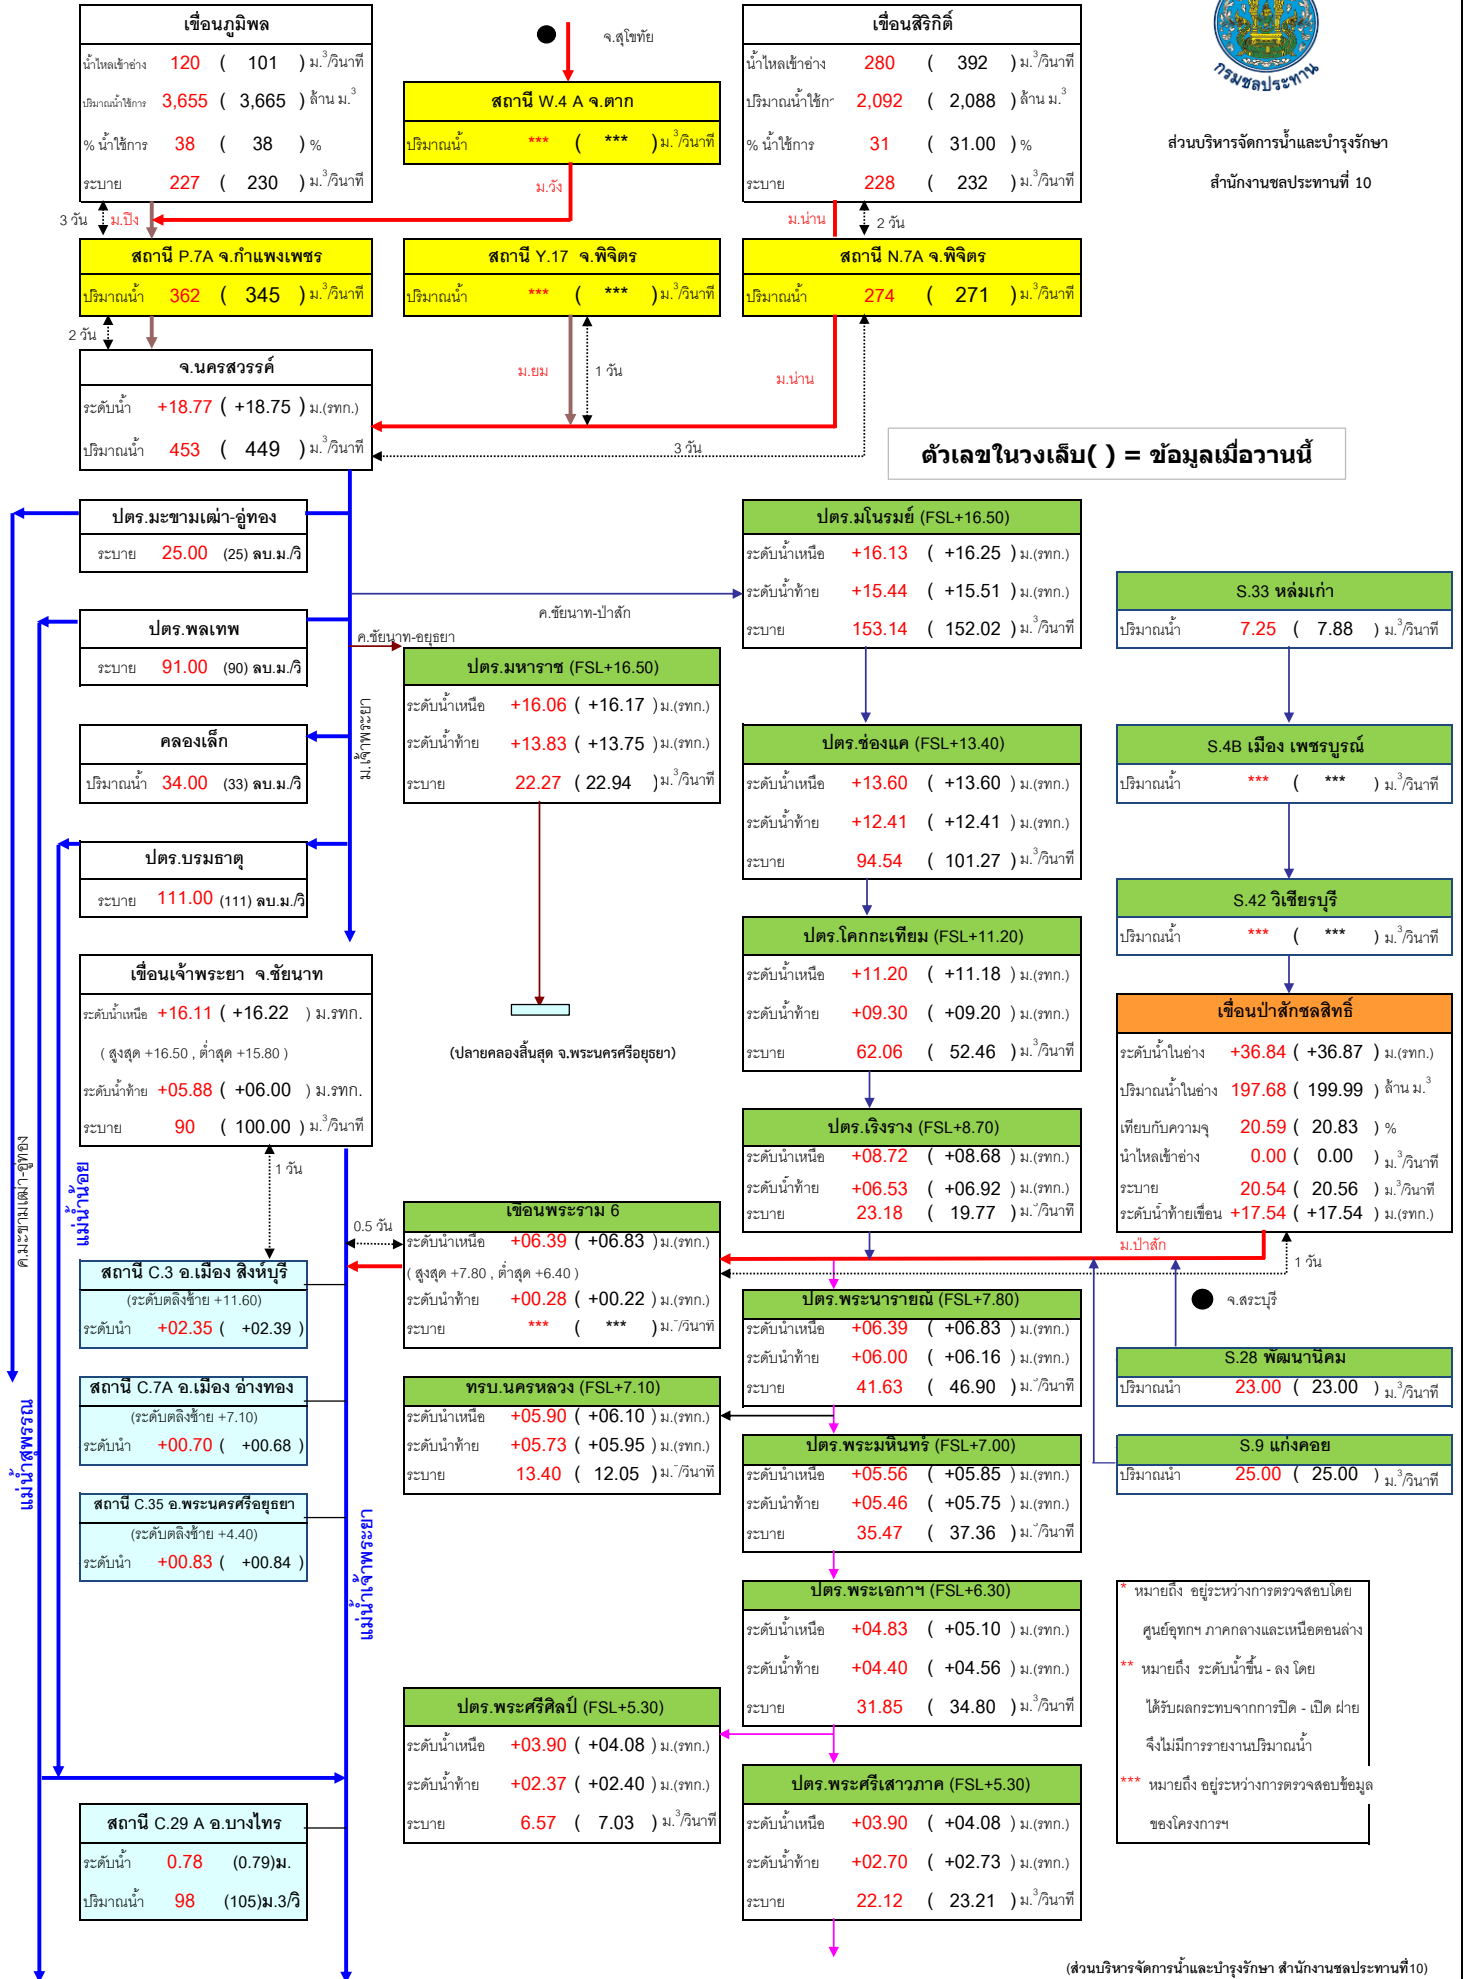 เขื่อนภูมิพล
น้ำไหลเข้าอ่าง 120 ( 101 ) ม.3/วินาที
ปริมาณน้ำใช้การ 3,655 ( 3,665 ) ล้าน ม.3
% น้ำใช้การ 38 ( 38 ) %
ระบาย 227 ( 230 ) ม.3/วินาที
จ.สุโขทัย
สถานี W.4 A จ.ตาก
ปริมาณน้ำ *** ( *** ) ม.3/วินาที
เขื่อนสิริกิติ์
น้ำไหลเข้าอ่าง 280 ( 392 ) ม.3/วินาที
ปริมาณน้ำใช้กา 2,092 ( 2,088 ) ล้าน ม.3
% น้ำใช้การ 31 ( 31.00 ) %
ระบาย 228 ( 232 ) ม.3/วินาที
กรมชลประทาน
ส่วนบริหารจัดการน้ำและบำรุงรักษา
สำนักงานชลประทานที่ 10
3 วัน ม.ปิง
ม.วัง
ม.น่าน 2 วัน
สถานี P.7A จ.กำแพงเพชร
ปริมาณน้ำ 362 ( 345 ) ม.3/วินาที
สถานี Y.17 จ.พิจิตร
ปริมาณน้ำ *** ( *** ) ม.3/วินาที
สถานี N.7A จ.พิจิตร
ปริมาณน้ำ 274 ( 271 ) ม.3/วินาที
2 วัน
ม.ยม 1 วัน
ม.น่าน
3 วัน
จ.นครสวรรค์
ระดับน้ำ +18.77 ( +18.75 ) ม.(รทก.)
ปริมาณน้ำ 453 ( 449 ) ม.3/วินาที
ตัวเลขในวงเล็บ( ) = ข้อมูลเมื่อวานนี้
ปตร.มะขามเฒ่า-อู่ทอง
ระบาย 25.00 (25) ลบ.ม./วิ
ปตร.พลเทพ
ระบาย 91.00 (90) ลบ.ม./วิ
คลองเล็ก
ปริมาณน้ำ 34.00 (33) ลบ.ม./วิ
ปตร.บรมธาตุ
ระบาย 111.00 (111) ลบ.ม./วิ
ค.ชัยนาท-ป่าสัก
ค.ชัยนาท-อยุธยา
ม.เจ้าพระยา
ปตร.มหาราช (FSL+16.50)
ระดับน้ำเหนือ +16.06 ( +16.17 ) ม.(รทก.)
ระดับน้ำท้าย +13.83 ( +13.75 ) ม.(รทก.)
ระบาย 22.27 ( 22.94 ) ม.3/วินาที
(ปลายคลองสิ้นสุด จ.พระนครศรีอยุธยา)
ปตร.มโนรมย์ (FSL+16.50)
ระดับน้ำเหนือ +16.13 ( +16.25 ) ม.(รทก.)
ระดับน้ำท้าย +15.44 ( +15.51 ) ม.(รทก.)
ระบาย 153.14 ( 152.02 ) ม.3/วินาที
ปตร.ช่องแค (FSL+13.40)
ระดับน้ำเหนือ +13.60 ( +13.60 ) ม.(รทก.)
ระดับน้ำท้าย +12.41 ( +12.41 ) ม.(รทก.)
ระบาย 94.54 ( 101.27 ) ม.3/วินาที
ปตร.โคกกะเทียม (FSL+11.20)
ระดับน้ำเหนือ +11.20 ( +11.18 ) ม.(รทก.)
ระดับน้ำท้าย +09.30 ( +09.20 ) ม.(รทก.)
ระบาย 62.06 ( 52.46 ) ม.3/วินาที
ปตร.เริงราง (FSL+8.70)
ระดับน้ำเหนือ +08.72 ( +08.68 ) ม.(รทก.)
ระดับน้ำท้าย +06.53 ( +06.92 ) ม.(รทก.)
ระบาย 23.18 ( 19.77 ) ม.3/วินาที
S.33 หล่มเก่า
ปริมาณน้ำ 7.25 ( 7.88 ) ม.3/วินาที
S.4B เมือง เพชรบูรณ์
ปริมาณน้ำ *** ( *** ) ม.3/วินาที
S.42 วิเชียรบุรี
ปริมาณน้ำ *** ( *** ) ม.3/วินาที
เขื่อนป่าสักชลสิทธิ์
ระดับน้ำในอ่าง +36.84 ( +36.87 ) ม.(รทก.)
ปริมาณน้ำในอ่าง 197.68 ( 199.99 ) ล้าน ม.3
เทียบกับความจุ 20.59 ( 20.83 ) %
น้ำไหลเข้าอ่าง 0.00 ( 0.00 ) ม.3/วินาที
ระบาย 20.54 ( 20.56 ) ม.3/วินาที
ระดับน้ำท้ายเขื่อน +17.54 ( +17.54 ) ม.(รทก.)
เขื่อนเจ้าพระยา จ.ชัยนาท
ระดับน้ำเหนือ +16.11 ( +16.22 ) ม.รทก.
( สูงสุด +16.50 , ต่ำสุด +15.80 )
ระดับน้ำท้าย +05.88 ( +06.00 ) ม.รทก.
ระบาย 90 ( 100.00 ) ม.3/วินาที
ค.มะขามเฒ่า-อู่ทอง
แม่น้ำน้อย
1 วัน
0.5 วัน
เขื่อนพระราม 6
ระดับน้ำเหนือ +06.39 ( +06.83 ) ม.(รทก.)
( สูงสุด +7.80 , ต่ำสุด +6.40 )
ระดับน้ำท้าย +00.28 ( +00.22 ) ม.(รทก.)
ระบาย *** ( *** ) ม.3/วินาที
ม.ป่าสัก
1 วัน
จ.สระบุรี
สถานี C.3 อ.เมือง สิงห์บุรี
(ระดับตลิ่งซ้าย +11.60)
ระดับน้ำ +02.35 ( +02.39 )
สถานี C.7A อ.เมือง อ่างทอง
(ระดับตลิ่งซ้าย +7.10)
ระดับน้ำ +00.70 ( +00.68 )
สถานี C.35 อ.พระนครศรีอยุธยา
(ระดับตลิ่งซ้าย +4.40)
ระดับน้ำ +00.83 ( +00.84 )
แม่น้ำสุพรรณ
แม่น้ำเจ้าพระยา
ทรบ.นครหลวง (FSL+7.10)
ระดับน้ำเหนือ +05.90 ( +06.10 ) ม.(รทก.)
ระดับน้ำท้าย +05.73 ( +05.95 ) ม.(รทก.)
ระบาย 13.40 ( 12.05 ) ม.3/วินาที
ปตร.พระนารายณ์ (FSL+7.80)
ระดับน้ำเหนือ +06.39 ( +06.83 ) ม.(รทก.)
ระดับน้ำท้าย +06.00 ( +06.16 ) ม.(รทก.)
ระบาย 41.63 ( 46.90 ) ม.3/วินาที
ปตร.พระมหินทร์ (FSL+7.00)
ระดับน้ำเหนือ +05.56 ( +05.85 ) ม.(รทก.)
ระดับน้ำท้าย +05.46 ( +05.75 ) ม.(รทก.)
ระบาย 35.47 ( 37.36 ) ม.3/วินาที
S.28 พัฒนานิคม
ปริมาณน้ำ 23.00 ( 23.00 ) ม.3/วินาที
S.9 แก่งคอย
ปริมาณน้ำ 25.00 ( 25.00 ) ม.3/วินาที
ปตร.พระเอกาฯ (FSL+6.30)
ระดับน้ำเหนือ +04.83 ( +05.10 ) ม.(รทก.)
ระดับน้ำท้าย +04.40 ( +04.56 ) ม.(รทก.)
ระบาย 31.85 ( 34.80 ) ม.3/วินาที
ปตร.พระศรีศิลป์ (FSL+5.30)
ระดับน้ำเหนือ +03.90 ( +04.08 ) ม.(รทก.)
ระดับน้ำท้าย +02.37 ( +02.40 ) ม.(รทก.)
ระบาย 6.57 ( 7.03 ) ม.3/วินาที
ปตร.พระศรีเสาวภาค (FSL+5.30)
ระดับน้ำเหนือ +03.90 ( +04.08 ) ม.(รทก.)
ระดับน้ำท้าย +02.70 ( +02.73 ) ม.(รทก.)
ระบาย 22.12 ( 23.21 ) ม.3/วินาที
* หมายถึง อยู่ระหว่างการตรวจสอบโดย
ศูนย์อุทกฯ ภาคกลางและเหนือตอนล่าง
** หมายถึง ระดับน้ำขึ้น - ลง โดย
ได้รับผลกระทบจากการปิด - เปิด ฝาย
จึงไม่มีการรายงานปริมาณน้ำ
*** หมายถึง อยู่ระหว่างการตรวจสอบข้อมูล
ของโครงการฯ
สถานี C.29 A อ.บางไทร
ระดับน้ำ 0.78 (0.79)ม.
ปริมาณน้ำ 98 (105)ม.3/วิ
(ส่วนบริหารจัดการน้ำและบำรุงรักษา สำนักงานชลประทานที่10)